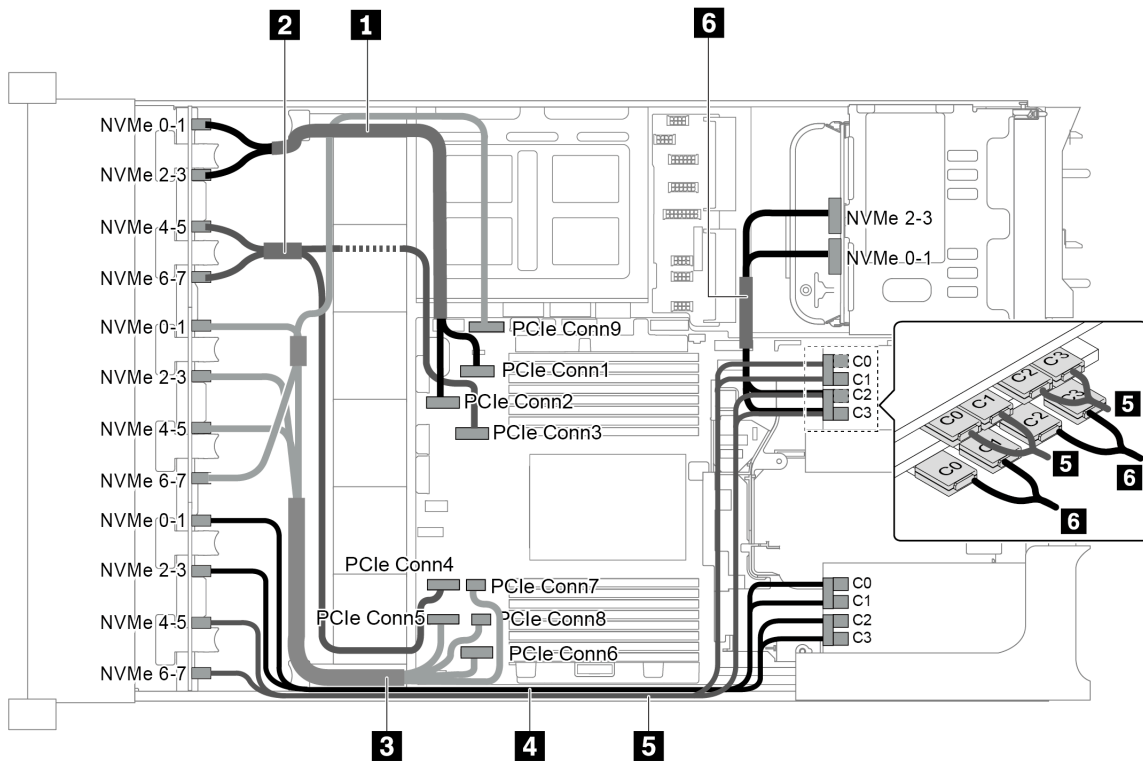 2
1
6
NVMe 0-1
NVMe 2-3
NVMe 4-5
NVMe 6-7
NVMe 0-1
NVMe 2-3
NVMe 4-5
NVMe 6-7
NVMe 0-1
NVMe 2-3
NVMe 4-5
NVMe 6-7
NVMe 2-3
NVMe 0-1
6
PCIe Conn9
PCIe Conn1
PCIe Conn2
PCIe Conn3
PCIe Conn4
PCIe Conn7
PCIe Conn5
PCIe Conn8
PCIe Conn6
C0
C1
C2
C3
C3
C2
C3
C1
C2
C0
C1
C0
5
5
6
6
C0
C1
C2
C3
3
4
5